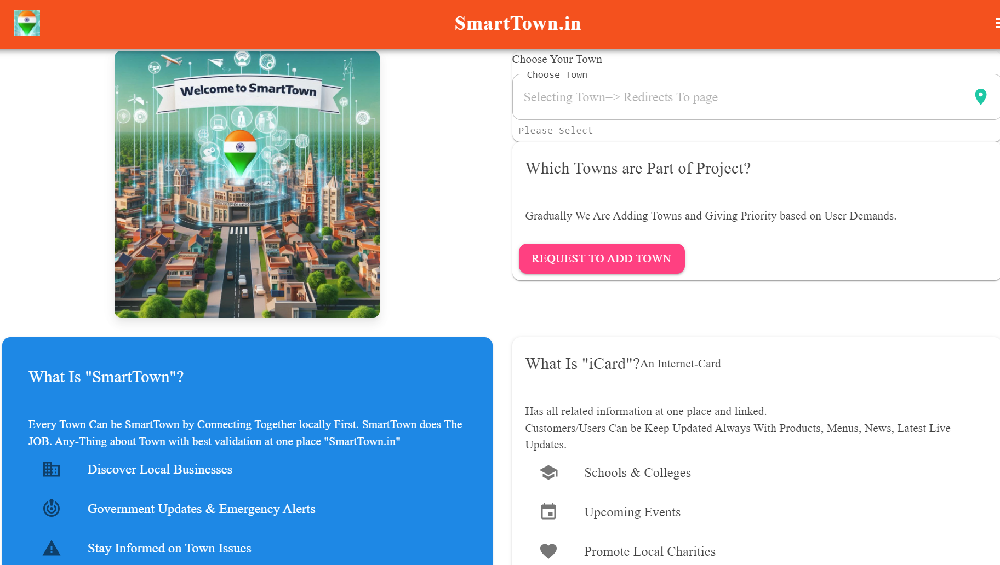 SmartTown.in
Welcome to SmartTown
Choose Your Town
Choose Town
Selecting Town=> Redirects To page
Please Select
Which Towns are Part of Project?
Gradually We Are Adding Towns and Giving Priority based on User Demands.
REQUEST TO ADD TOWN
What Is "SmartTown"?
Every Town Can be SmartTown by Connecting Together locally First. SmartTown does The
JOB. Any-Thing about Town with best validation at one place "SmartTown.in"
Discover Local Businesses
Government Updates & Emergency Alerts
Stay Informed on Town Issues
What Is "iCard"?An Internet-Card
Has all related information at one place and linked.
Customers/Users Can be Keep Updated Always With Products, Menus, News, Latest Live
Updates.
Schools & Colleges
Upcoming Events
Promote Local Charities